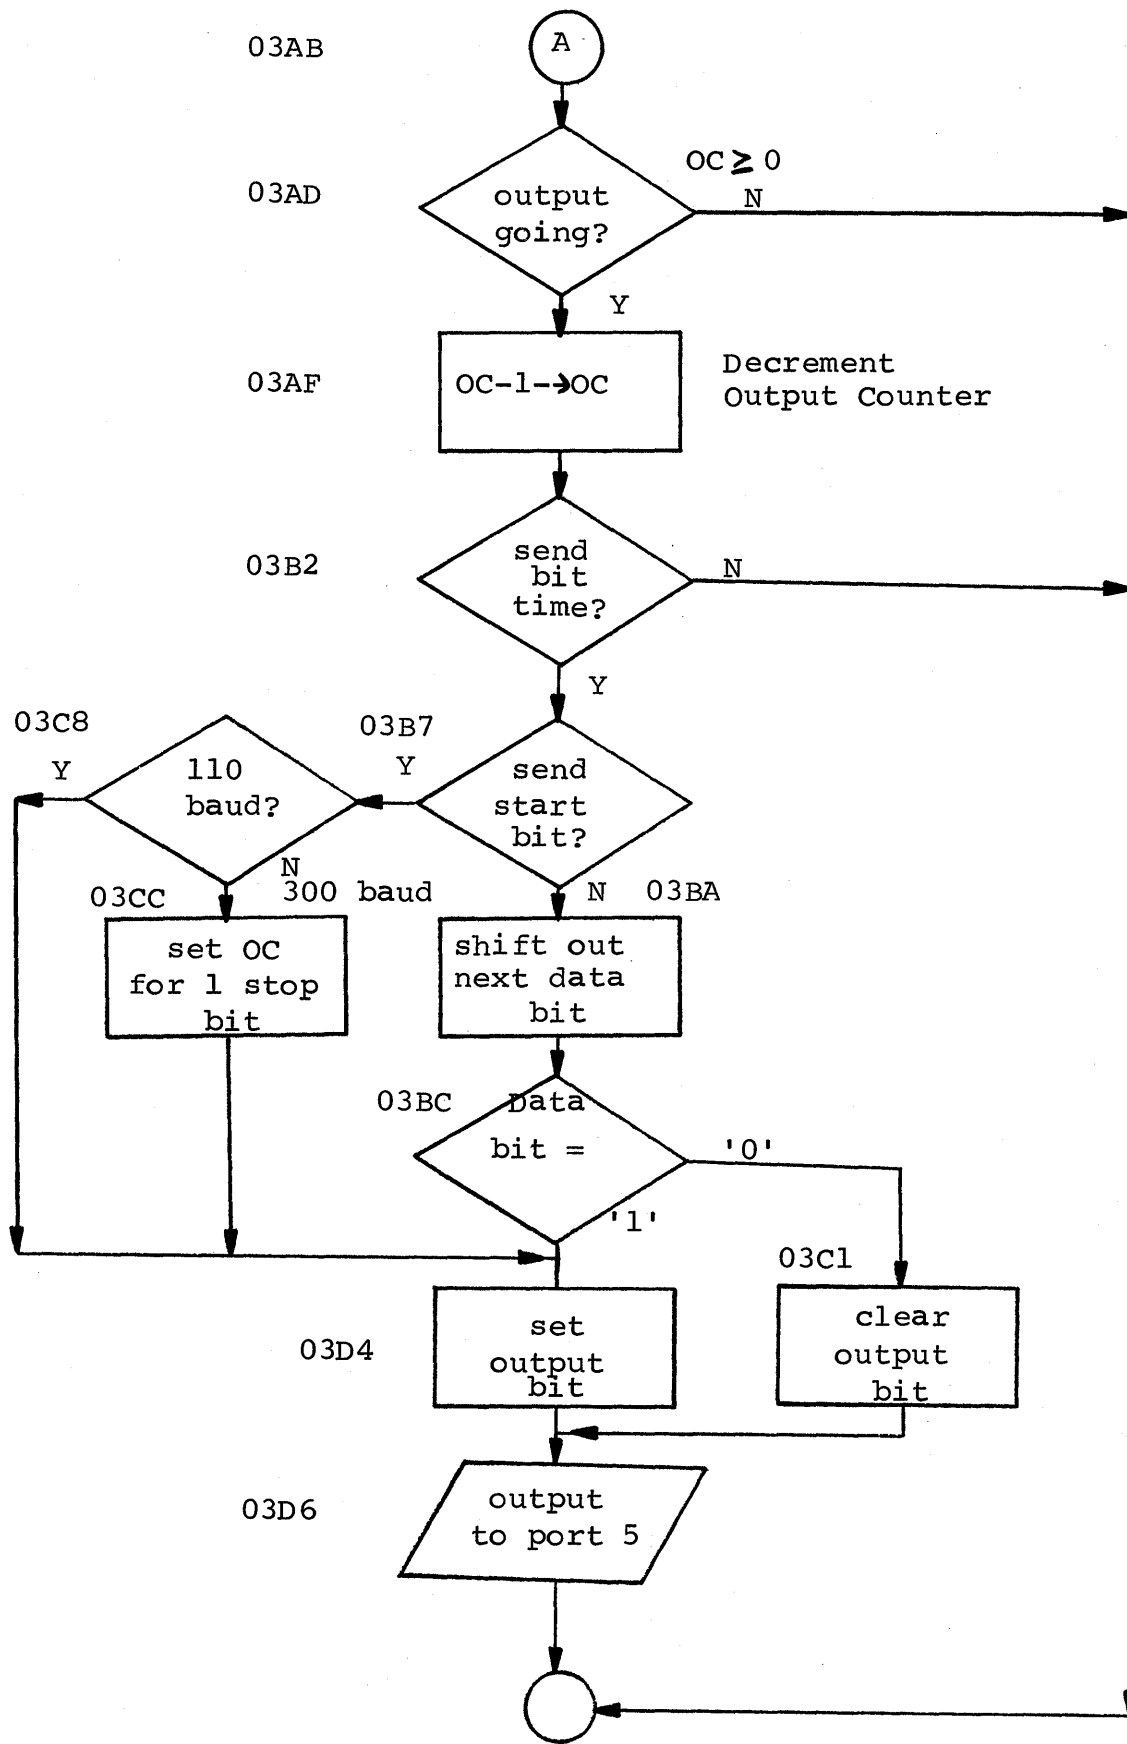 03AB
A
OC ≥ 0
03AD
output
going?
N
Y
03AF
OC-1→OC
Decrement
Output Counter
03B2
send
bit
time?
N
Y
03C8
Y
110
baud?
03B7
Y
send
start
bit?
N
300 baud
N
03BA
03CC
set OC
for 1 stop
bit
shift out
next data
bit
03BC
Data
bit =
'0'
'1'
03C1
03D4
set
output
bit
clear
output
bit
03D6
output
to port 5